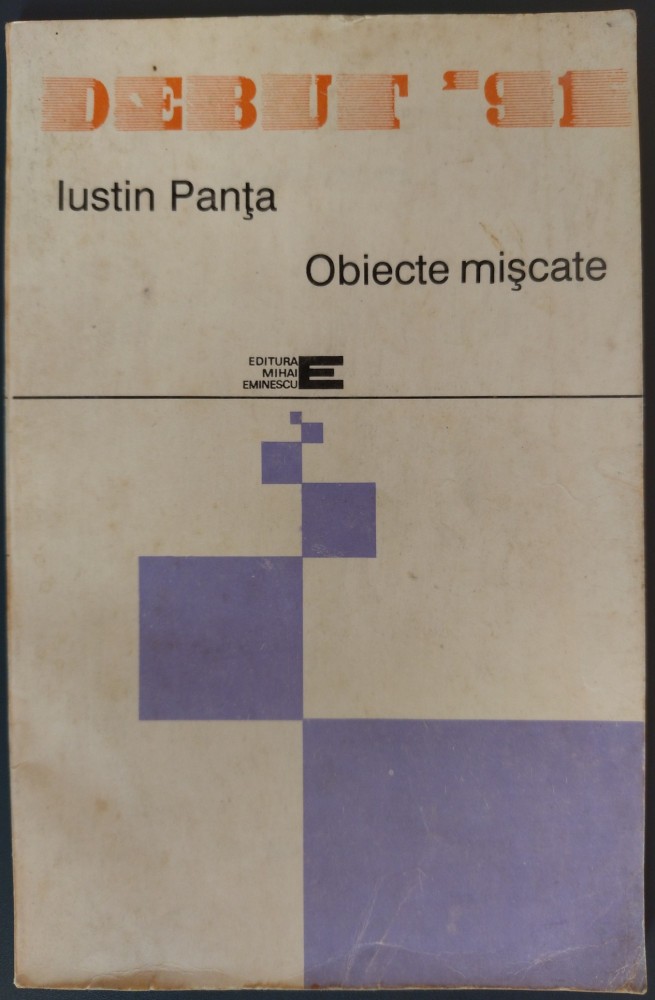 DEBUT '91
Iustin Panţa
Obiecte mişcate
EDITURA
MIHAI
EMINESCU E